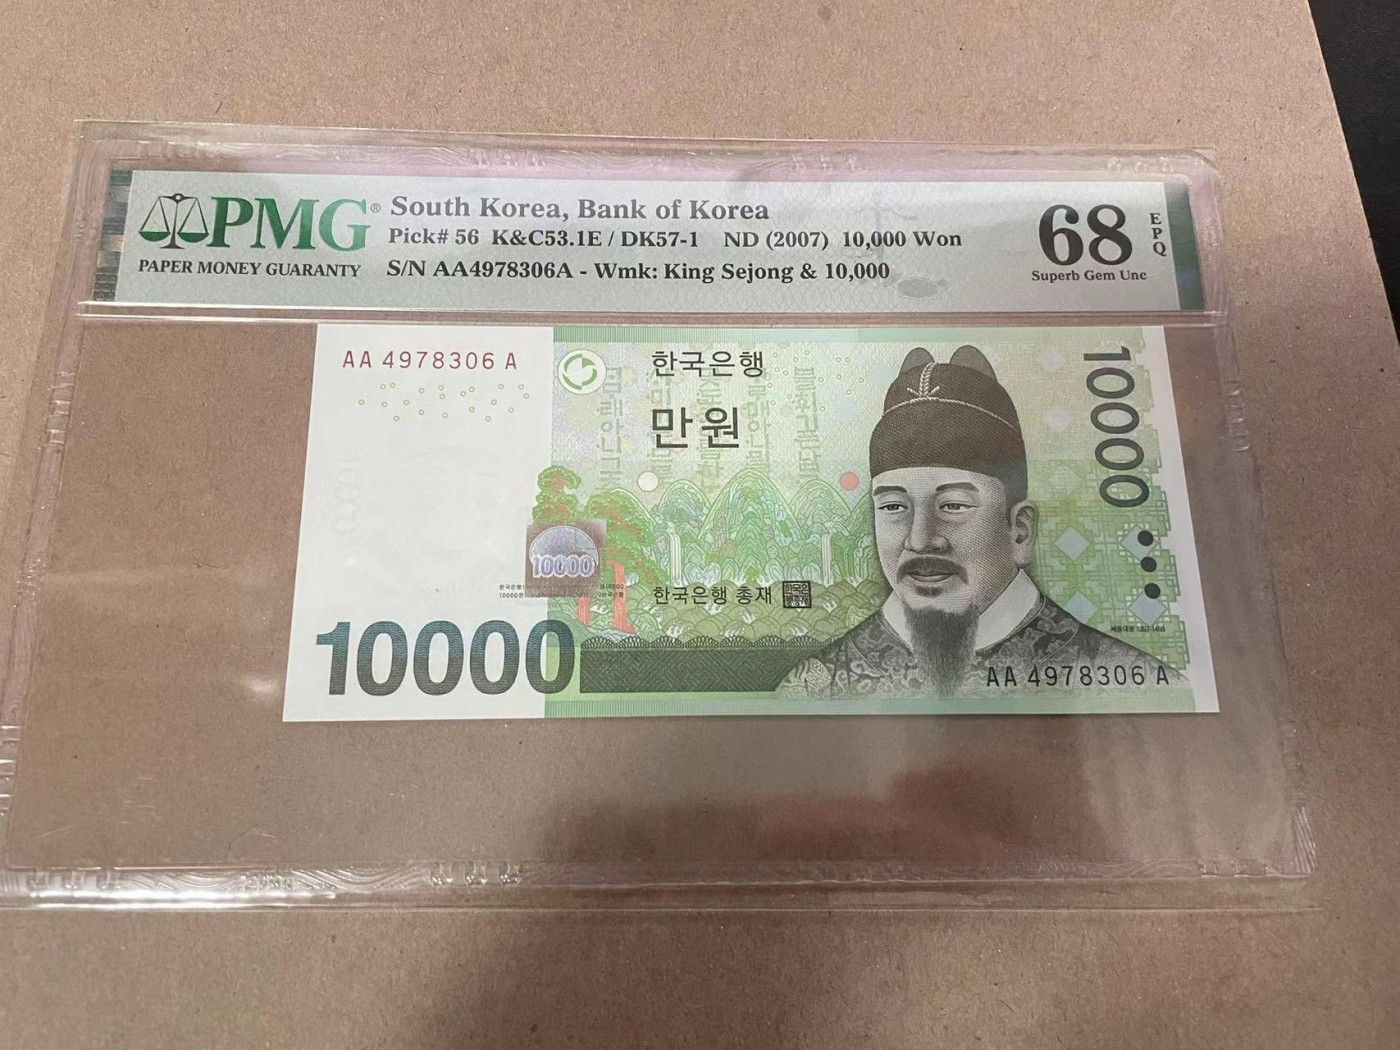 PMG®
PAPER MONEY GUARANTY
South Korea, Bank of Korea
Pick# 56 K&C53.1E / DK57-1 ND (2007) 10,000 Won
S/N AA4978306A - Wmk: King Sejong & 10,000
68
EPQ
Superb Gem Unc
AA 4978306 A
한국은행
만원
10000
10000
한국은행 총재
10000
AA 4978306 A